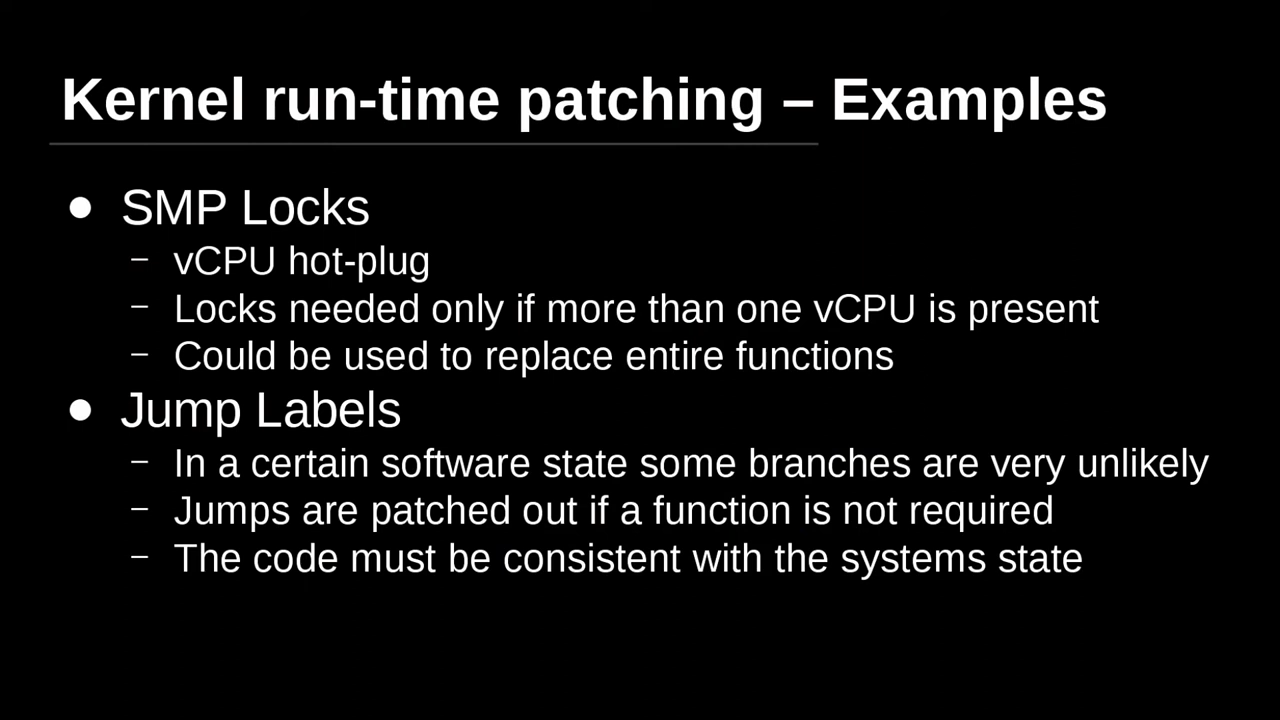 Kernel run-time patching – Examples
● SMP Locks
– vCPU hot-plug
– Locks needed only if more than one vCPU is present
– Could be used to replace entire functions
● Jump Labels
– In a certain software state some branches are very unlikely
– Jumps are patched out if a function is not required
– The code must be consistent with the systems state